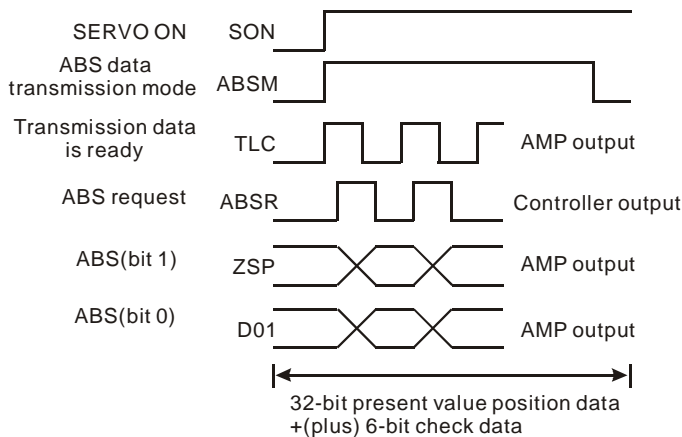 SERVO ON SON
ABS data
transmission mode ABSM
Transmission data
is ready TLC AMP output
ABS request ABSR Controller output
ABS(bit 1) ZSP AMP output
ABS(bit 0) D01 AMP output
32-bit present value position data
+(plus) 6-bit check data